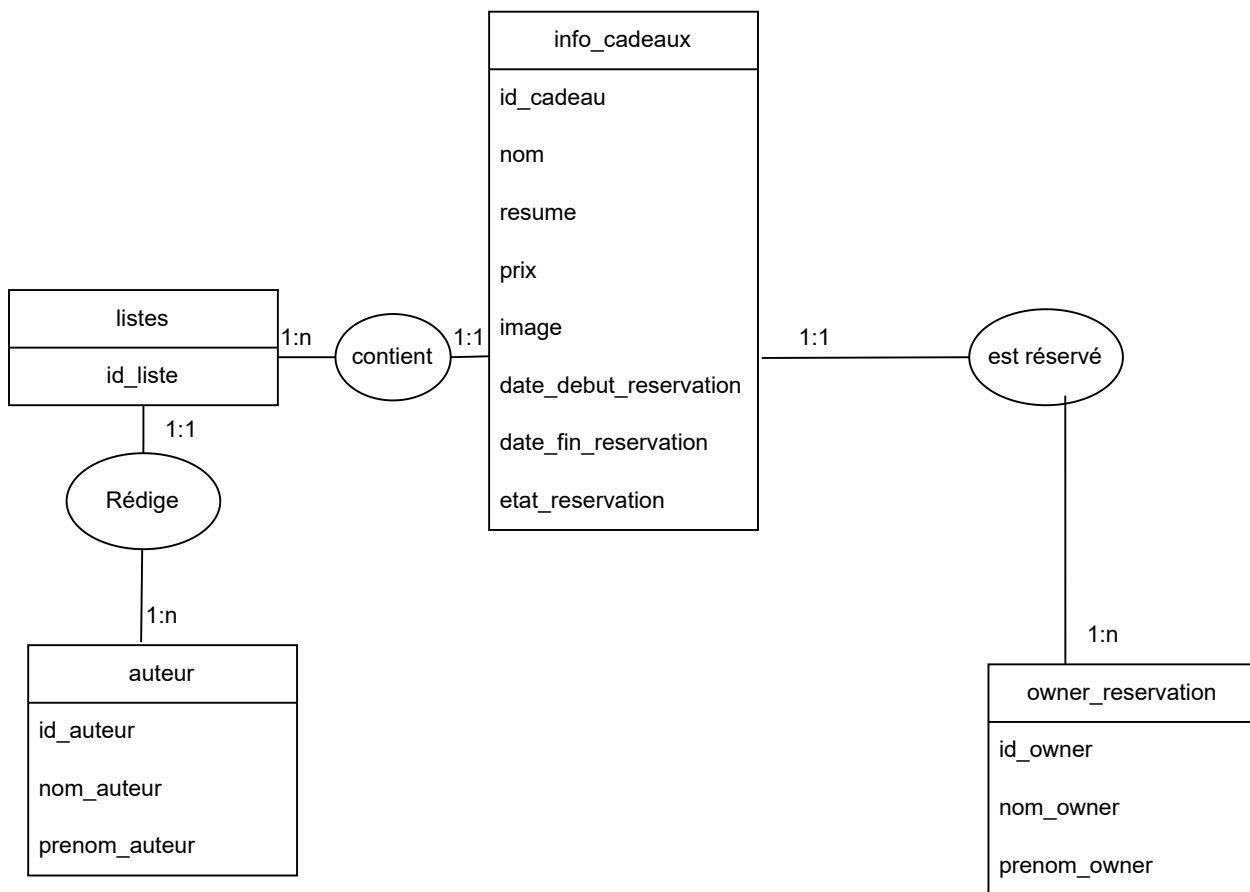 info_cadeaux
id_cadeau
nom
resume
prix
image
date_debut_reservation
date_fin_reservation
etat_reservation
listes
id_liste
1:n
contient
1:1
1:1
est réservé
1:1
Rédige
1:n
auteur
id_auteur
nom_auteur
prenom_auteur
1:n
owner_reservation
id_owner
nom_owner
prenom_owner